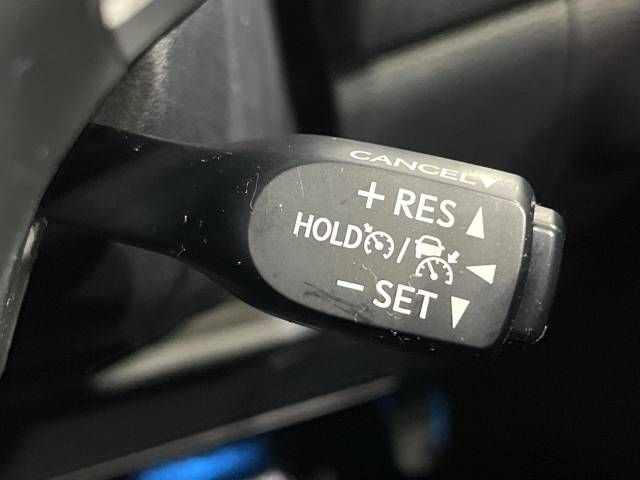 CANCEL
+ RES
HOLD /
− SET